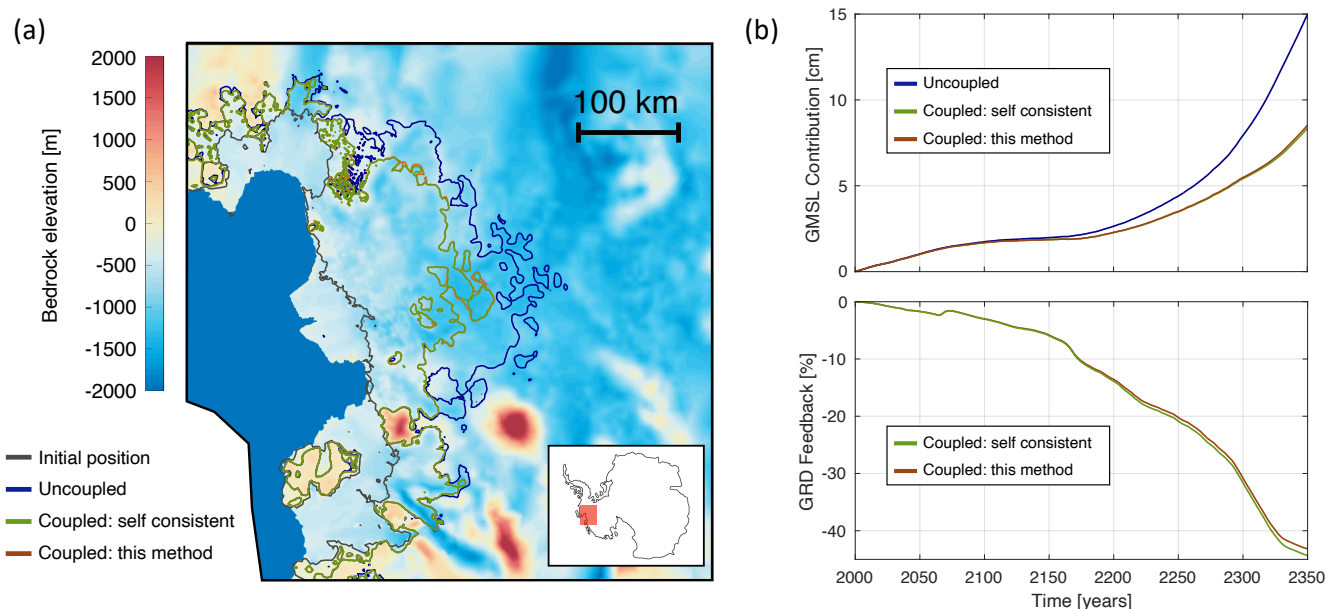 (a)
Bedrock elevation [m]
2000
1500
1000
500
0
-500
-1000
-1500
-2000
100 km
Initial position
Uncoupled
Coupled: self consistent
Coupled: this method
(b)
GMSL Contribution [cm]
15
10
5
0
Uncoupled
Coupled: self consistent
Coupled: this method
GRD Feedback [%]
0
-10
-20
-30
-40
Coupled: self consistent
Coupled: this method
2000 2050 2100 2150 2200 2250 2300 2350
Time [years]